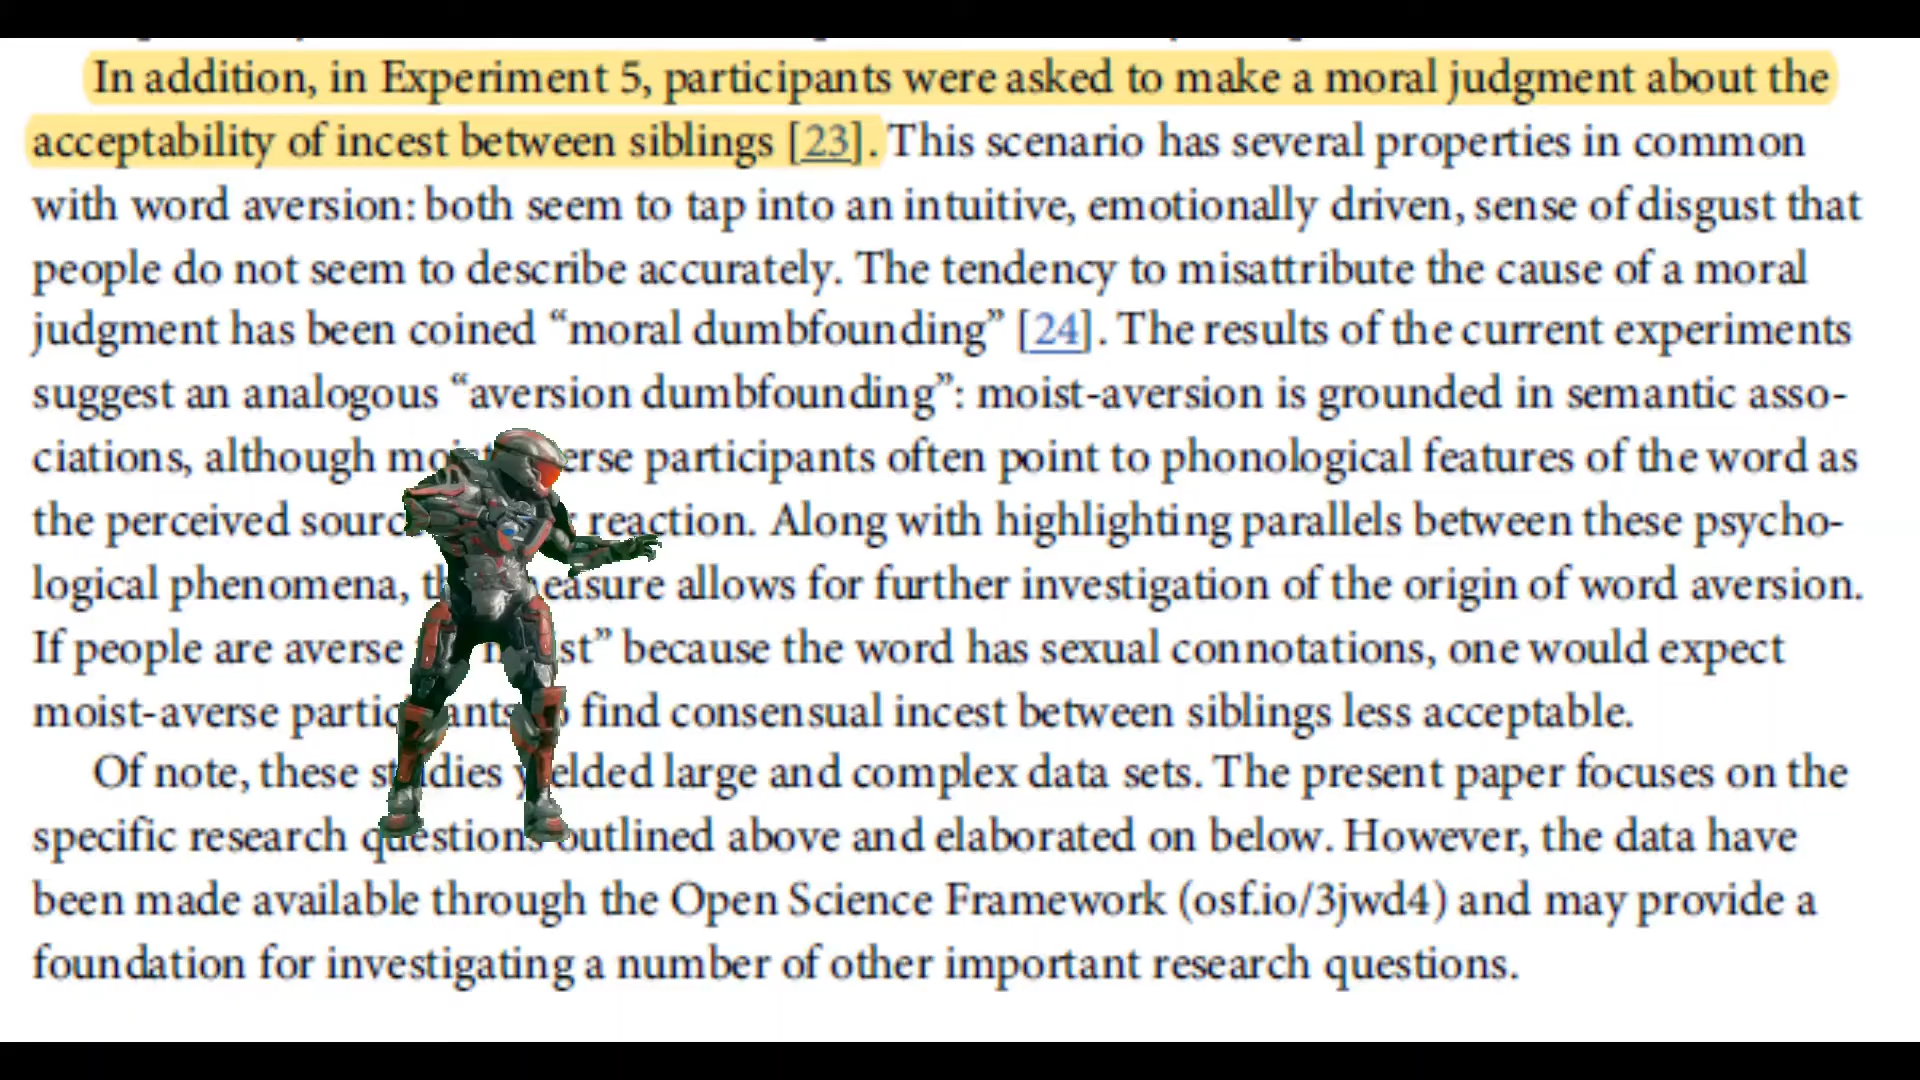 In addition, in Experiment 5, participants were asked to make a moral judgment about the
acceptability of incest between siblings [23]. This scenario has several properties in common
with word aversion: both seem to tap into an intuitive, emotionally driven, sense of disgust that
people do not seem to describe accurately. The tendency to misattribute the cause of a moral
judgment has been coined “moral dumbfounding” [24]. The results of the current experiments
suggest an analogous “aversion dumbfounding”: moist-aversion is grounded in semantic asso-
ciations, although erse participants often point to phonological features of the word as
the perceived sourc reaction. Along with highlighting parallels between these psycho-
logical phenomena, easure allows for further investigation of the origin of word aversion.
If people are averse st” because the word has sexual connotations, one would expect
moist-averse participants find consensual incest between siblings less acceptable.
Of note, these studies yielded large and complex data sets. The present paper focuses on the
specific research questions outlined above and elaborated on below. However, the data have
been made available through the Open Science Framework (osf.io/3jwd4) and may provide a
foundation for investigating a number of other important research questions.